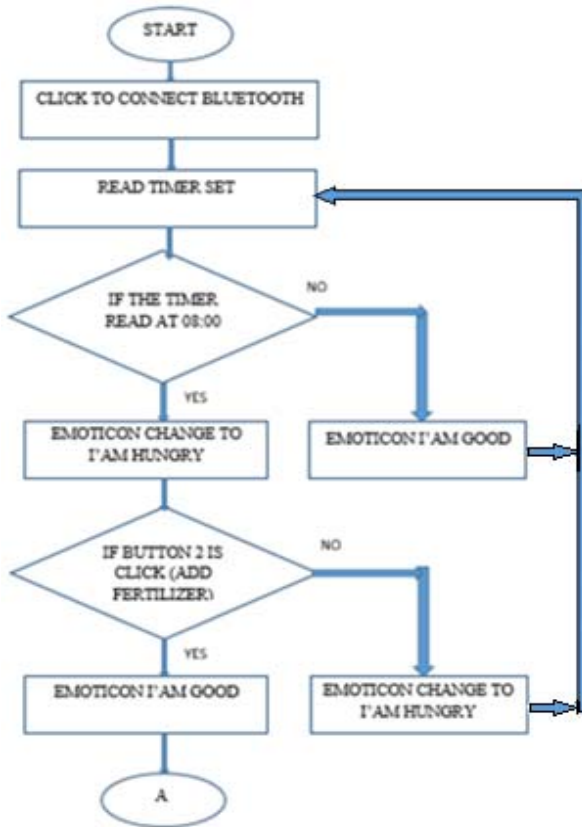 START
CLICK TO CONNECT BLUETOOTH
READ TIMER SET
IF THE TIMER
READ AT 08:00
NO
YES
EMOTICON CHANGE TO
I'AM HUNGRY
EMOTICON I'AM GOOD
IF BUTTON 2 IS
CLICK (ADD
FERTILIZER)
NO
YES
EMOTICON I'AM GOOD
EMOTICON CHANGE TO
I'AM HUNGRY
A